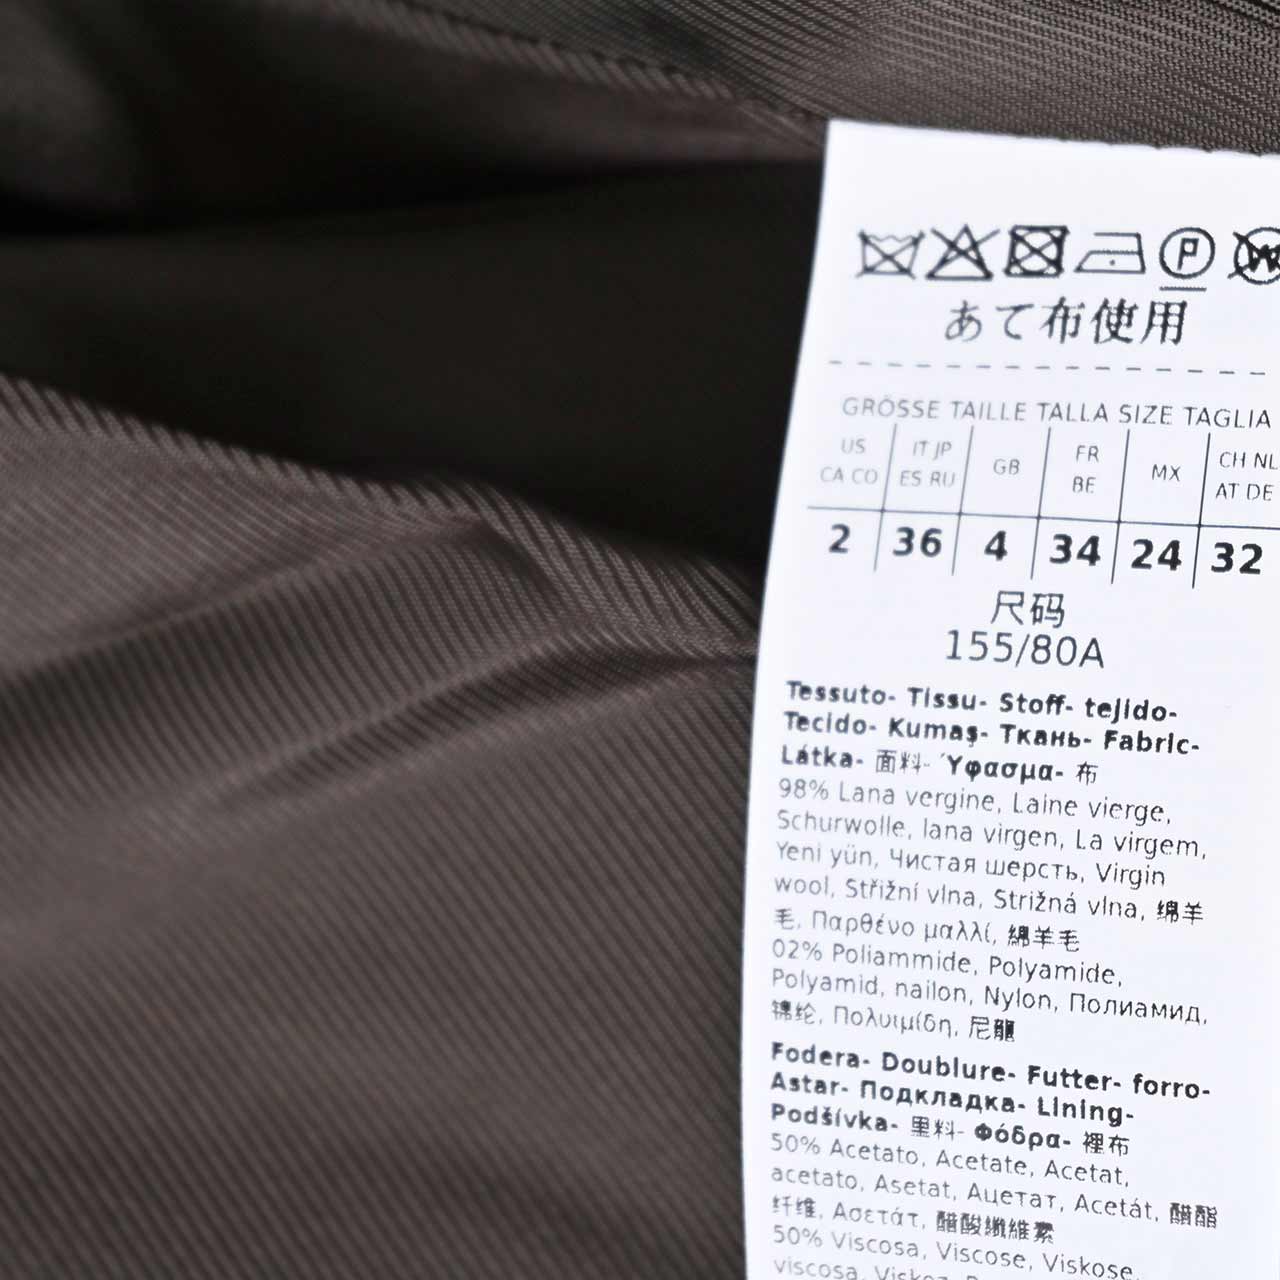 P W
あて布使用
GRÖSSE TAILLE TALLA SIZE TAGLIA
US CA CO IT JP ES RU GB FR BE MX CH NL AT DE
2 36 4 34 24 32
尺码
155/80A
Tessuto- Tissu- Stoff- tejido-
Tecido- Kumaş- Ткань- Fabric-
Látka- 面料- Ύφασμα- 布
98% Lana vergine, Laine vierge,
Schurwolle, lana virgen, La virgem,
Yeni yün, Чистая шерсть, Virgin
wool, Střižní vlna, Strižná vlna, 绵羊
毛, Παρθένο μαλλί, 綿羊毛
02% Poliammide, Polyamide,
Polyamid, nailon, Nylon, Полиамид,
锦纶, Πολυιμίδη, 尼龍
Fodera- Doublure- Futter- forro-
Astar- Подкладка- Lining-
Podšívka- 里料- Φόδρα- 裡布
50% Acetato, Acetate, Acetat,
acetato, Asetat, Ацетат, Acetát, 醋酯
纤维, Ασετάτ, 醋酸纖維素
50% Viscosa, Viscose, Viskose,
viscosa,